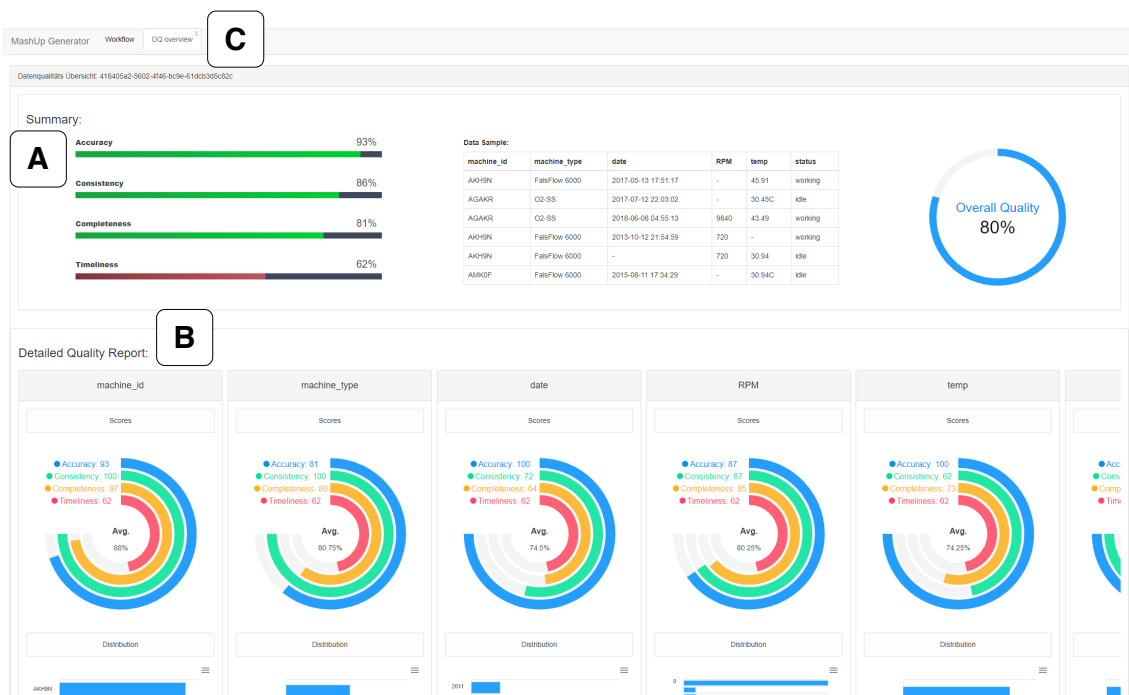 MashUp Generator Workflow DQ overview X
C
Datenqualitäts Übersicht: 418405a2-5602-4f46-bc9e-61dcb3d5c82c
Summary:
A
Accuracy 93%
Consistency 86%
Completeness 81%
Timeliness 62%
Data Sample:
machine_id machine_type date RPM temp status
AKH9N FalsFlow 6000 2017-05-13 17:51:17 - 45.91 working
AGAKR O2-SS 2017-07-12 22:03:02 - 30.45C idle
AGAKR O2-SS 2018-06-08 04:55:13 9840 43.49 working
AKH9N FalsFlow 6000 2013-10-12 21:54:59 720 - working
AKH9N FalsFlow 6000 - 720 30.94 idle
AMK0F FalsFlow 6000 2015-08-11 17:34:29 - 30.94C idle
Overall Quality
80%
B
Detailed Quality Report:
machine_id machine_type date RPM temp
Scores Scores Scores Scores Scores
Accuracy: 93
Consistency: 100
Completeness: 97
Timeliness: 62
Avg.
88%
Accuracy: 81
Consistency: 100
Completeness: 80
Timeliness: 62
Avg.
80.75%
Accuracy: 100
Consistency: 72
Completeness: 64
Timeliness: 62
Avg.
74.5%
Accuracy: 87
Consistency: 87
Completeness: 85
Timeliness: 62
Avg.
80.25%
Accuracy: 100
Consistency: 62
Completeness: 73
Timeliness: 62
Avg.
74.25%
Acc
Cons
Comp
Time
Distribution Distribution Distribution Distribution Distribution
AKH9N
2011